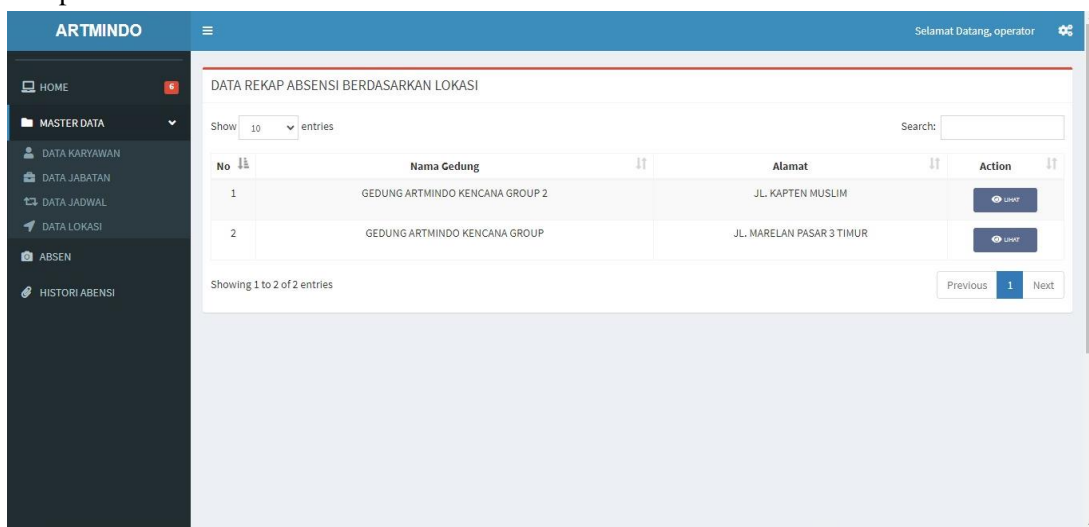 ARTMINDO
Selamat Datang, operator
HOME 6
MASTER DATA
DATA KARYAWAN
DATA JABATAN
DATA JADWAL
DATA LOKASI
ABSEN
HISTORI ABENSI
DATA REKAP ABSENSI BERDASARKAN LOKASI
Show 10 entries
Search:
No Nama Gedung Alamat Action
1 GEDUNG ARTMINDO KENCANA GROUP 2 JL. KAPTEN MUSLIM LIHAT
2 GEDUNG ARTMINDO KENCANA GROUP JL. MARELAN PASAR 3 TIMUR LIHAT
Showing 1 to 2 of 2 entries
Previous 1 Next